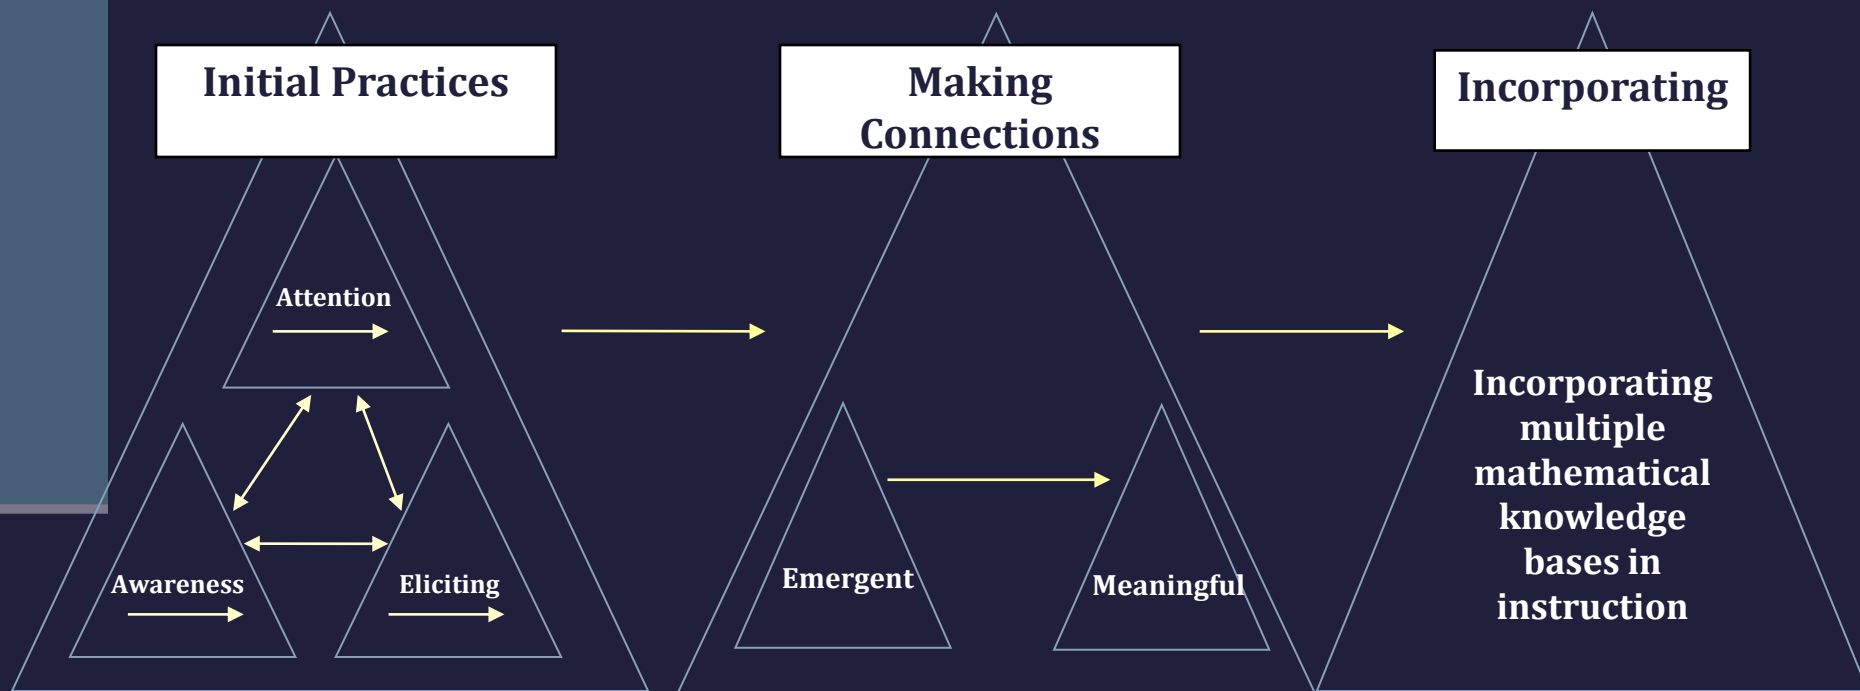 Initial Practices
Attention
Awareness
Eliciting
Making
Connections
Emergent
Meaningful
Incorporating
Incorporating
multiple
mathematical
knowledge
bases in
instruction